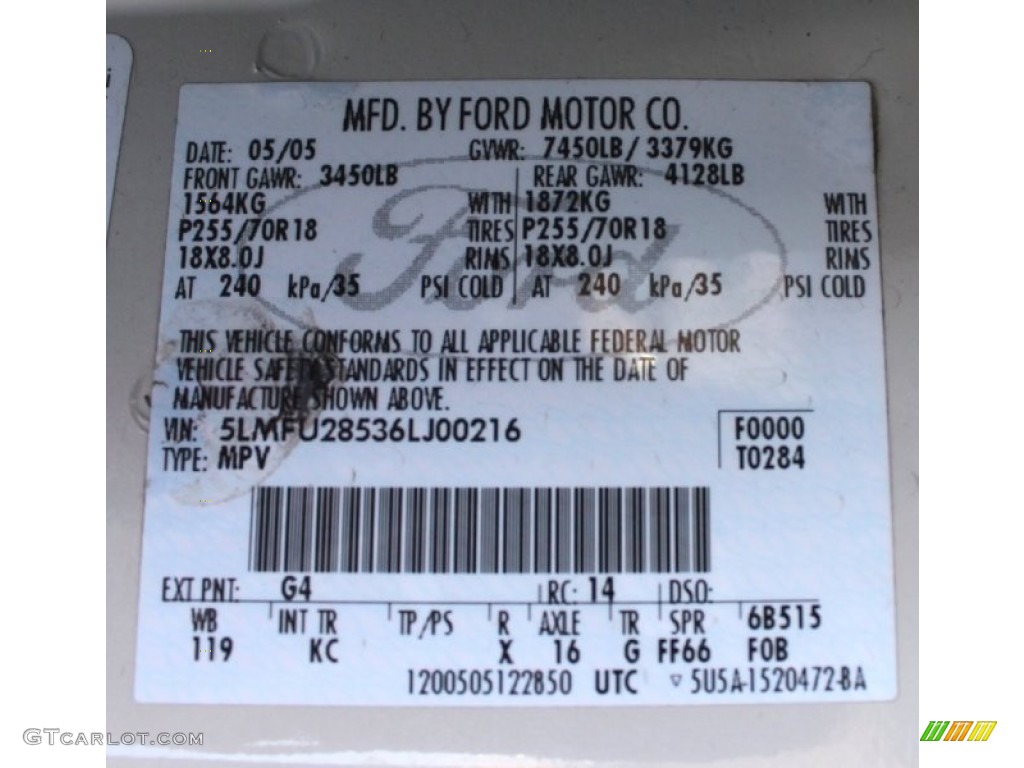 MFD. BY FORD MOTOR CO.
DATE: 05/05 GVWR: 7450LB/ 3379KG
FRONT GAWR: 3450LB REAR GAWR: 4128LB
1564KG WITH 1872KG WITH
P255/70R18 TIRES P255/70R18 TIRES
18X8.0J RIMS 18X8.0J RIMS
AT 240 kPa/35 PSI COLD AT 240 kPa/35 PSI COLD
Ford
THIS VEHICLE CONFORMS TO ALL APPLICABLE FEDERAL MOTOR
VEHICLE SAFETY STANDARDS IN EFFECT ON THE DATE OF
MANUFACTURE SHOWN ABOVE.
VIN: 5LMFU28536LJ00216 F0000
TYPE: MPV T0284
EXT PNT: G4 RC: 14 DSO:
WB INT TR TP/PS R AXLE TR SPR 6B515
119 KC X 16 G FF66 FOB
1200505122850 UTC ▽ 5U5A-1520472-BA
GTCarLot.com